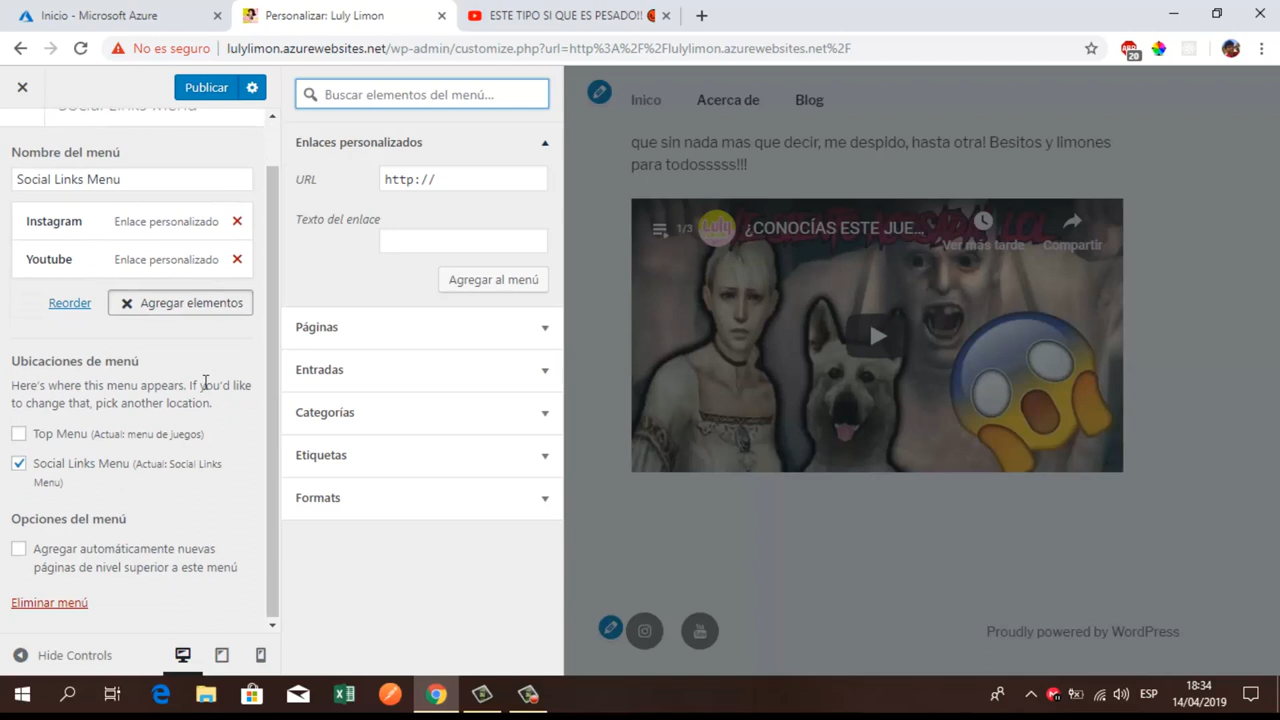 Inicio - Microsoft Azure
Personalizar: Luly Limon
ESTE TIPO SI QUE ES PESADO!!
No es seguro
lulylimon.azurewebsites.net/wp-admin/customize.php?url=http%3A%2F%2Flulylimon.azurewebsites.net%2F
20
Publicar
Social Links Menu
Nombre del menú
Social Links Menu
Instagram Enlace personalizado
Youtube Enlace personalizado
Reorder
Agregar elementos
Ubicaciones de menú
Here's where this menu appears. If you'd like
to change that, pick another location.
Top Menu (Actual: menu de juegos)
Social Links Menu (Actual: Social Links
Menu)
Opciones del menú
Agregar automáticamente nuevas
páginas de nivel superior a este menú
Eliminar menú
Hide Controls
Buscar elementos del menú...
Enlaces personalizados
URL
http://
Texto del enlace
Agregar al menú
Páginas
Entradas
Categorías
Etiquetas
Formats
Inico
Acerca de
Blog
que sin nada mas que decir, me despido, hasta otra! Besitos y limones
para todosssss!!!
1/3
Luly
¿CONOCÍAS ESTE JUE...
Ver más tarde
Compartir
You
Tube
Proudly powered by WordPress
ESP
18:34
14/04/2019